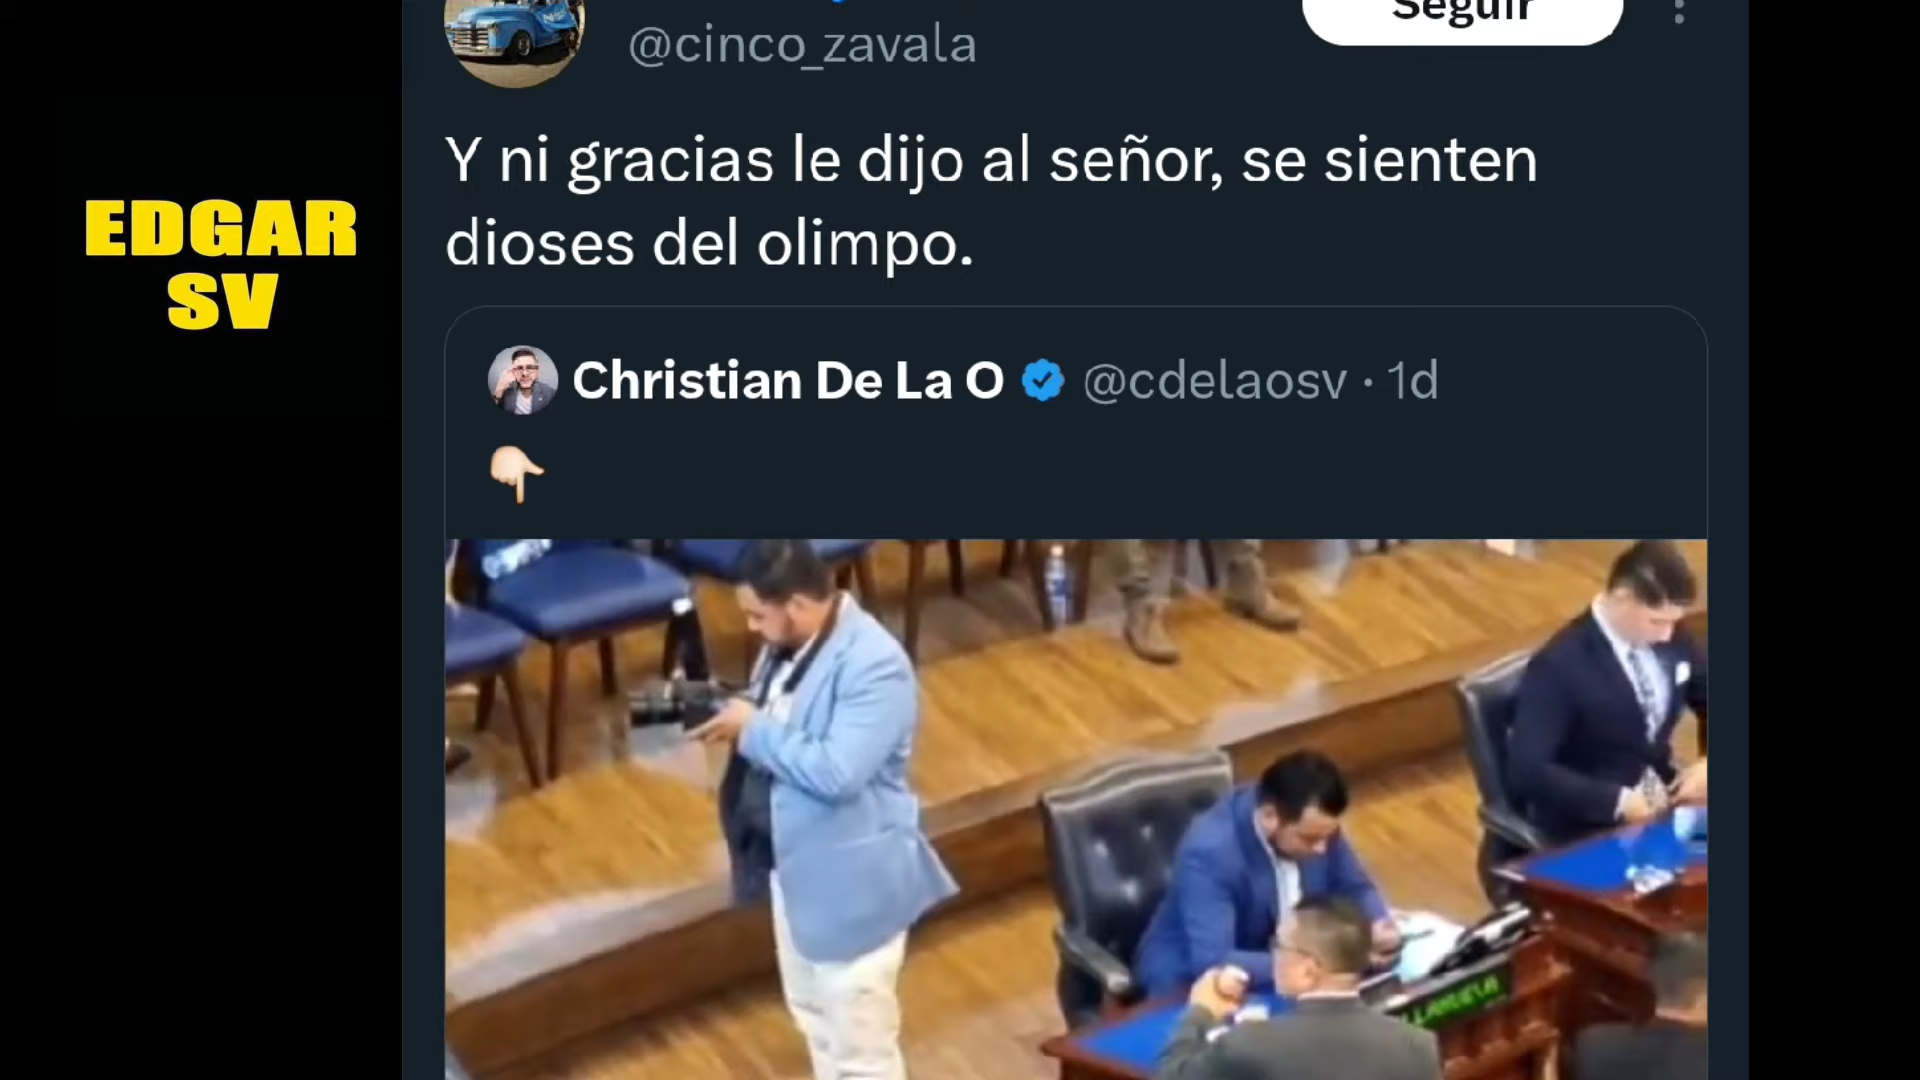 Seguir
@cinco_zavala
Y ni gracias le dijo al señor, se sienten
dioses del olimpo.
EDGAR
SV
Christian De La O @cdelaosv · 1d